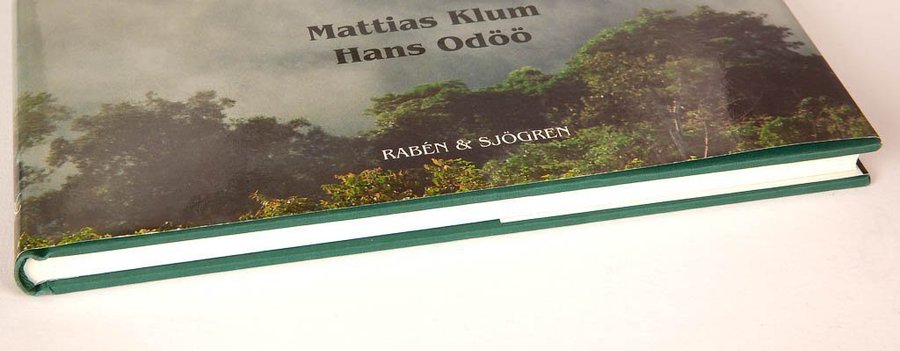 Mattias Klum
Hans Odöö
RABÉN & SJÖGREN